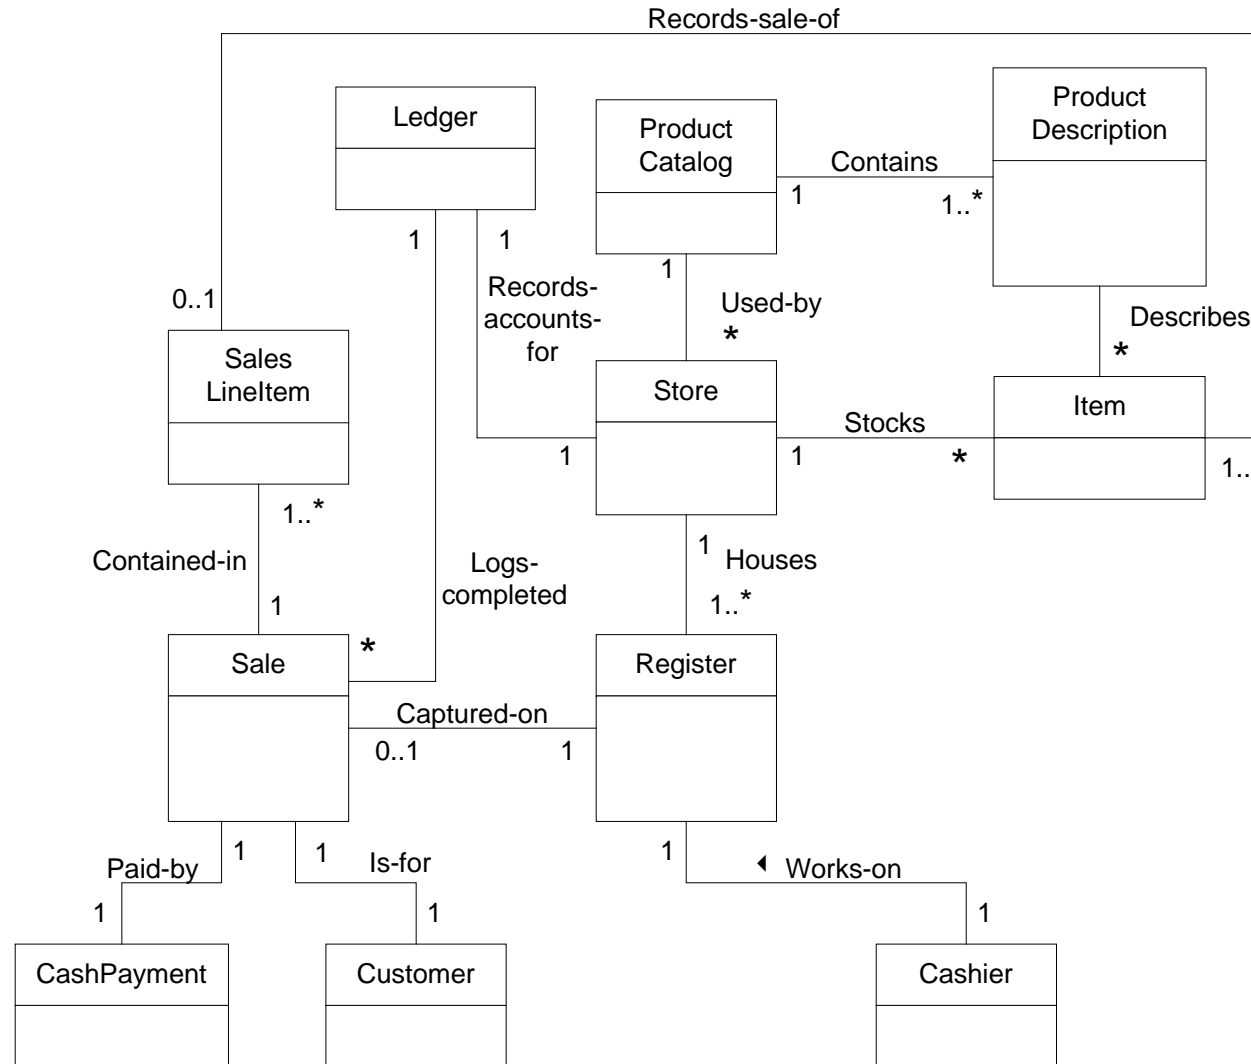 Records-sale-of
Ledger
Product
Catalog
Product
Description
Contains
1
1..*
1
1
1
0..1
Records-
accounts-
for
Used-by
*
Describes
*
Sales
LineItem
Store
Item
Stocks
1
1
*
1..
1..*
Contained-in
1
Logs-
completed
1
Houses
1..*
*
Sale
Register
Captured-on
0..1
1
Paid-by
1
1
Is-for
1
Works-on
1
1
1
CashPayment
Customer
Cashier